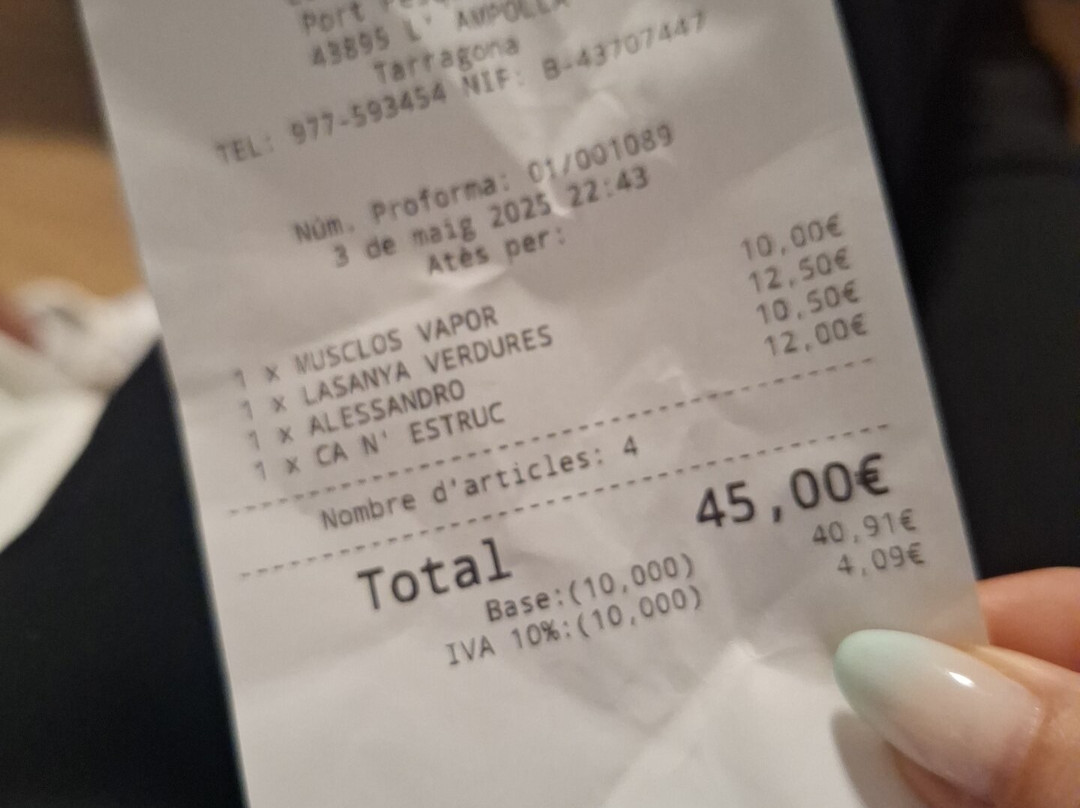 Port
43895 L' AMPOLLA
Tarragona
TEL: 977-593454 NIF: B-43707447
Núm. Proforma: 01/001089
3 de maig 2025 22:43
Atès per:
1 x MUSCLOS VAPOR 10,00€
1 x LASANYA VERDURES 12,50€
1 x ALESSANDRO 10,50€
1 x CA N' ESTRUC 12,00€
Nombre d'articles: 4
Total 45,00€
Base:(10,000) 40,91€
IVA 10%:(10,000) 4,09€